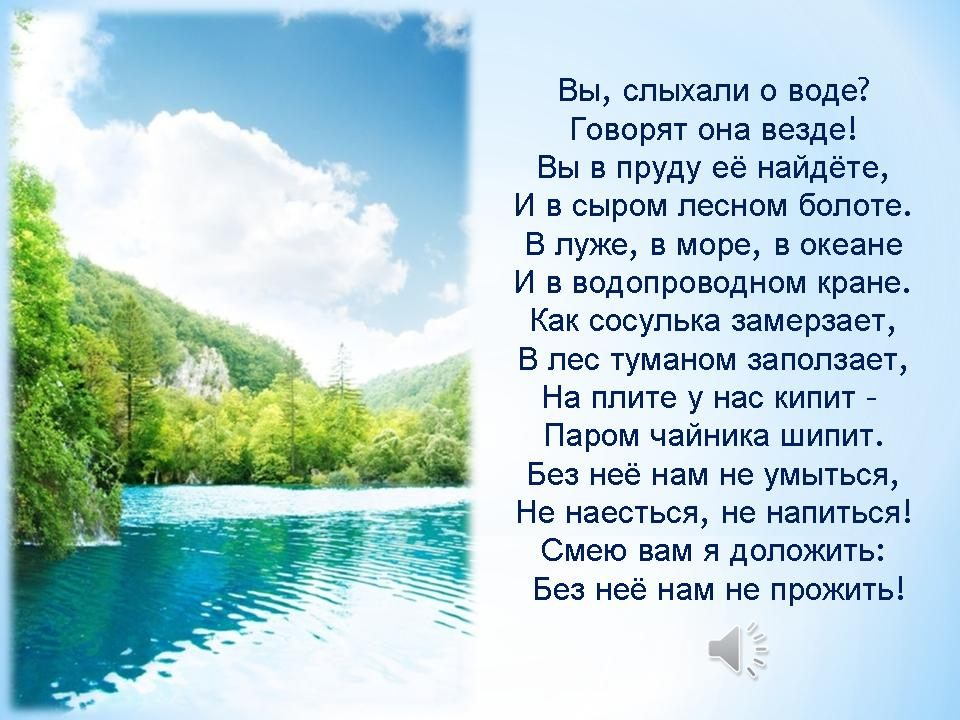 Вы, слыхали о воде?
Говорят она везде!
Вы в пруду её найдёте,
И в сыром лесном болоте.
В луже, в море, в океане
И в водопроводном кране.
Как сосулька замерзает,
В лес туманом заползает,
На плите у нас кипит -
Паром чайника шипит.
Без неё нам не умыться,
Не наесться, не напиться!
Смею вам я доложить:
Без неё нам не прожить!